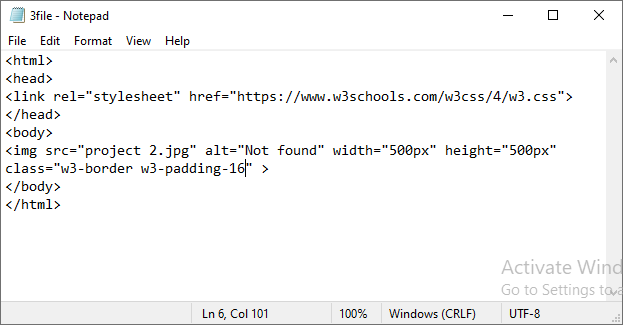 3file - Notepad
File Edit Format View Help
<html>
<head>
<link rel="stylesheet" href="https://www.w3schools.com/w3css/4/w3.css">
</head>
<body>
<img src="project 2.jpg" alt="Not found" width="500px" height="500px"
class="w3-border w3-padding-16" >
</body>
</html>
Activate Wind
Go to Settings to a
Ln 6, Col 101 100% Windows (CRLF) UTF-8